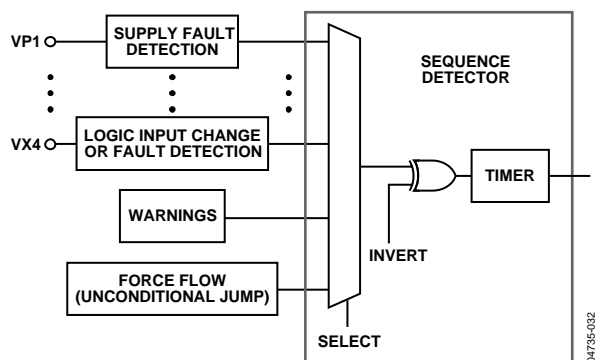 VP1
SUPPLY FAULT
DETECTION
SEQUENCE
DETECTOR
VX4
LOGIC INPUT CHANGE
OR FAULT DETECTION
TIMER
WARNINGS
INVERT
FORCE FLOW
(UNCONDITIONAL JUMP)
SELECT
04735-032